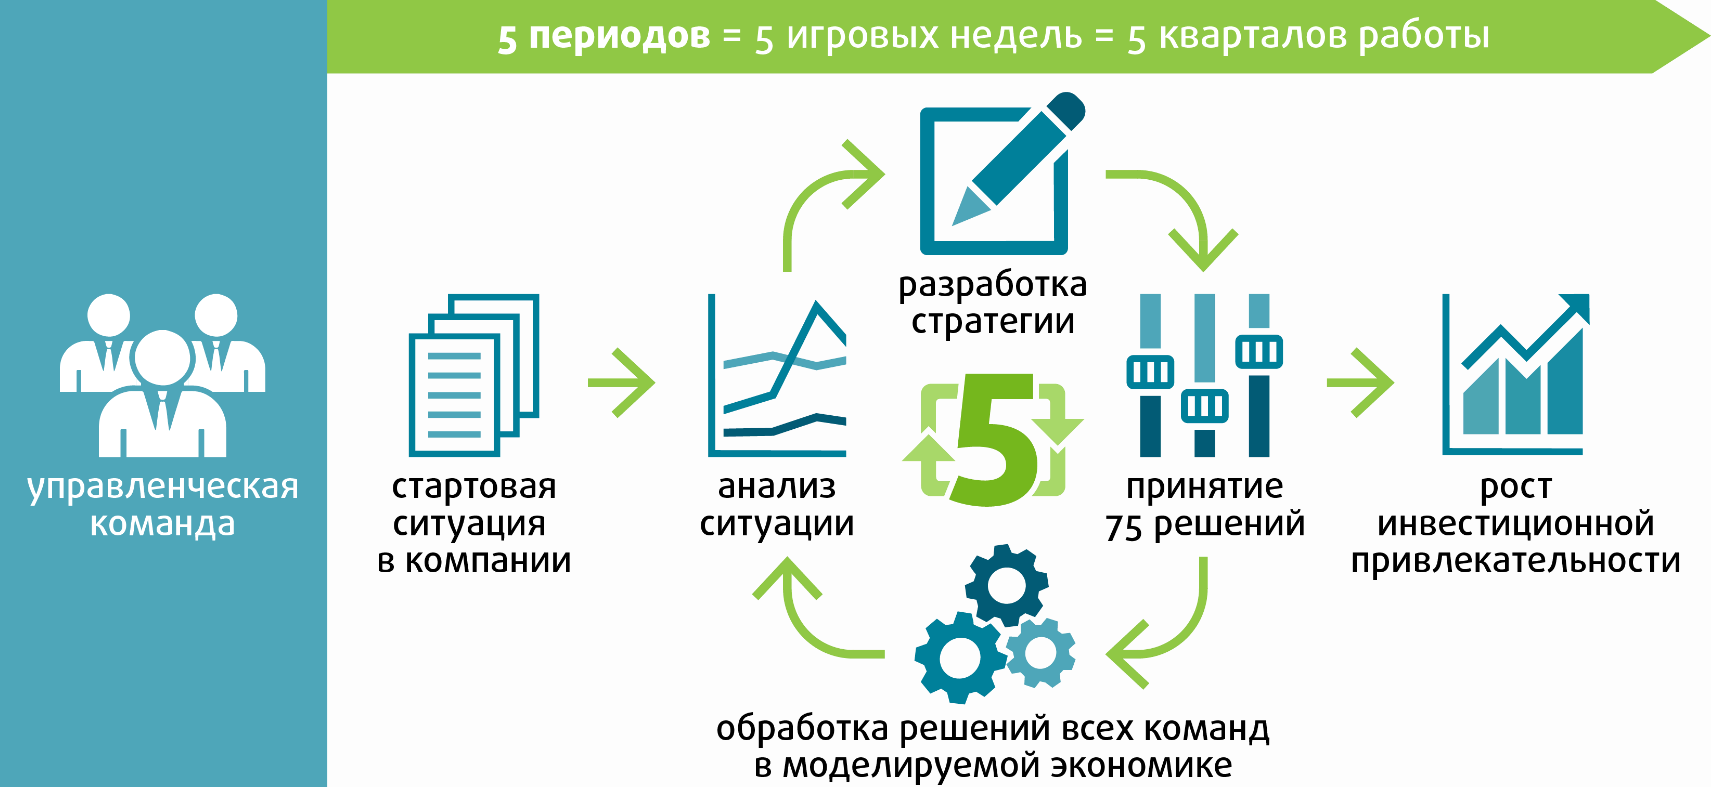 5 периодов = 5 игровых недель = 5 кварталов работы
управленческая
команда
стартовая
ситуация
в компании
анализ
ситуации
разработка
стратегии
5
принятие
75 решений
обработка решений всех команд
в моделируемой экономике
рост
инвестиционной
привлекательности